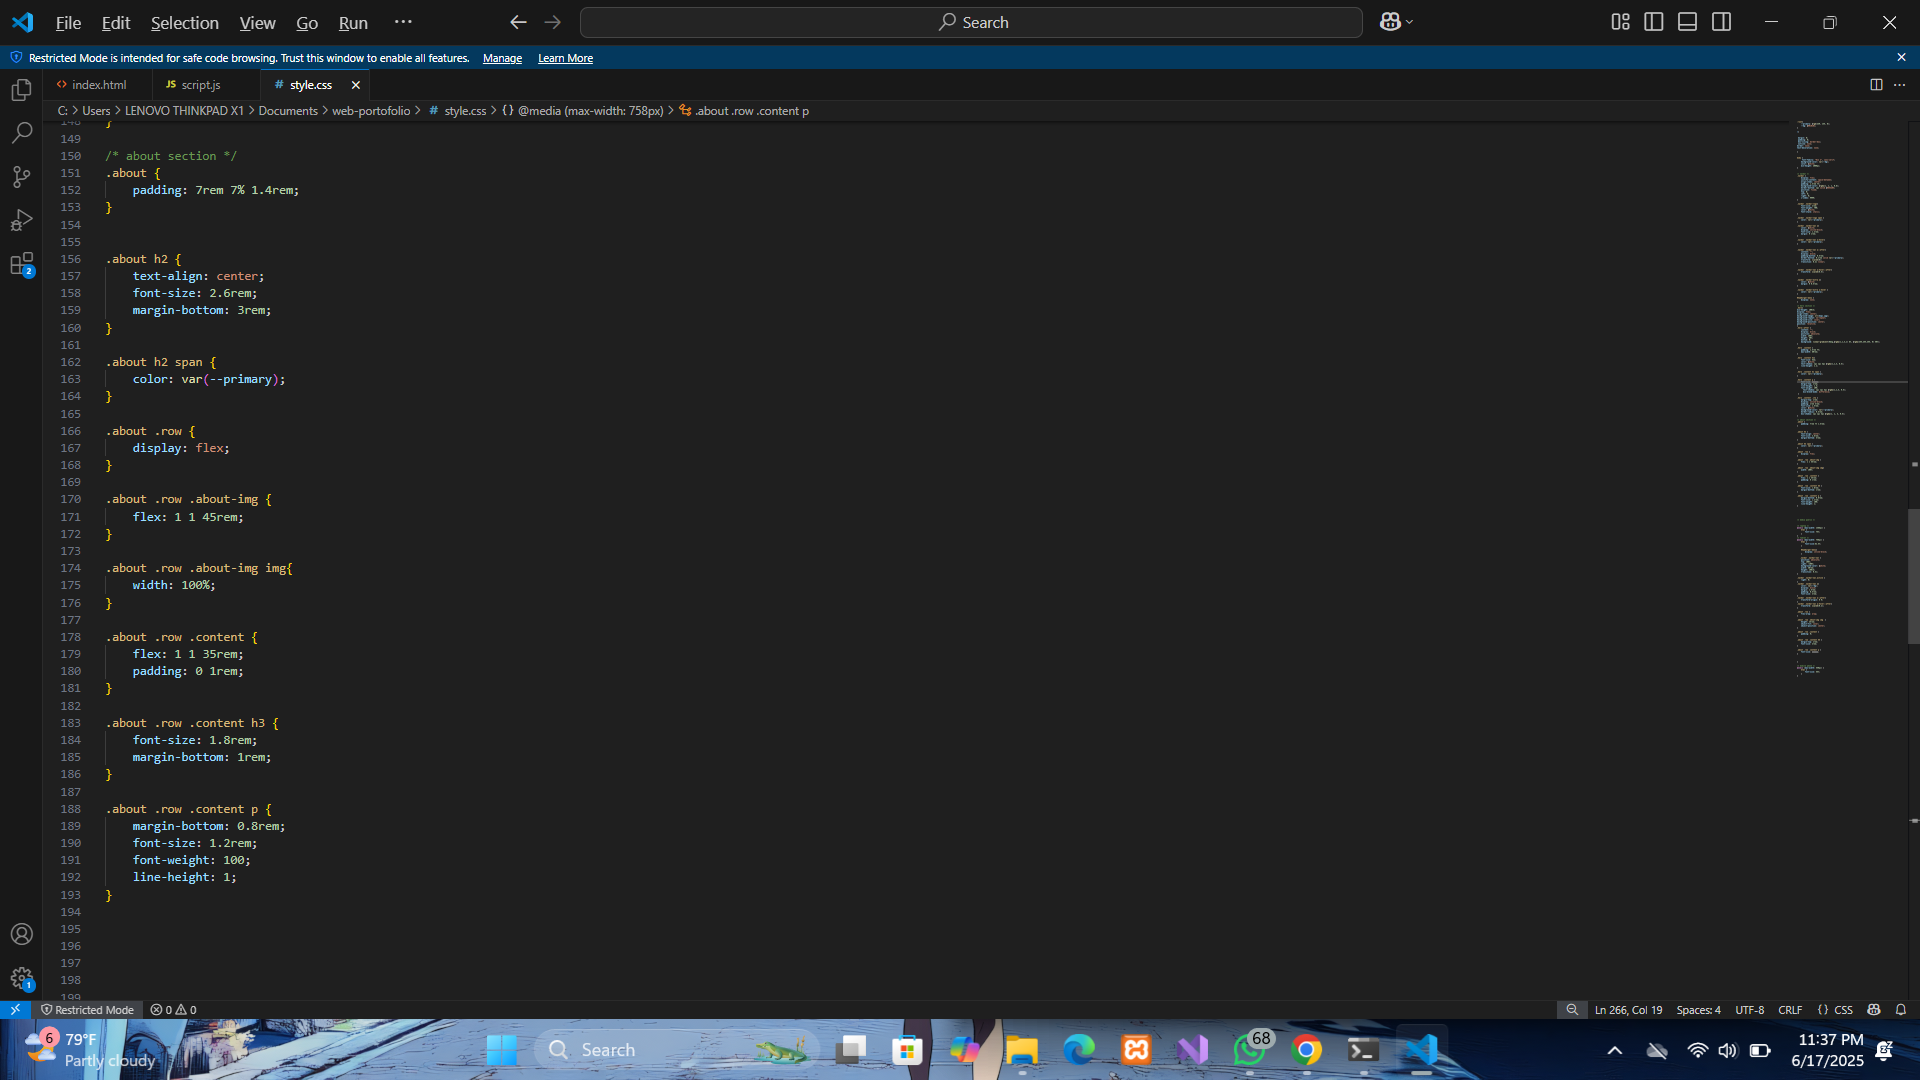 File Edit Selection View Go Run ··· Search
Restricted Mode is intended for safe code browsing. Trust this window to enable all features. Manage Learn More
index.html JS script.js # style.css
C: > Users > LENOVO THINKPAD X1 > Documents > web-portofolio > # style.css > {} @media (max-width: 758px) > .about .row .content p
148 }
149
150 /* about section */
151 .about {
152 padding: 7rem 7% 1.4rem;
153 }
154
155
156 .about h2 {
157 text-align: center;
158 font-size: 2.6rem;
159 margin-bottom: 3rem;
160 }
161
162 .about h2 span {
163 color: var(--primary);
164 }
165
166 .about .row {
167 display: flex;
168 }
169
170 .about .row .about-img {
171 flex: 1 1 45rem;
172 }
173
174 .about .row .about-img img{
175 width: 100%;
176 }
177
178 .about .row .content {
179 flex: 1 1 35rem;
180 padding: 0 1rem;
181 }
182
183 .about .row .content h3 {
184 font-size: 1.8rem;
185 margin-bottom: 1rem;
186 }
187
188 .about .row .content p {
189 margin-bottom: 0.8rem;
190 font-size: 1.2rem;
191 font-weight: 100;
192 line-height: 1;
193 }
194
195
196
197
198
199
2
1
Restricted Mode 0 0 Ln 266, Col 19 Spaces: 4 UTF-8 CRLF {} CSS
6 79°F
Partly cloudy
Search
68
11:37 PM
6/17/2025